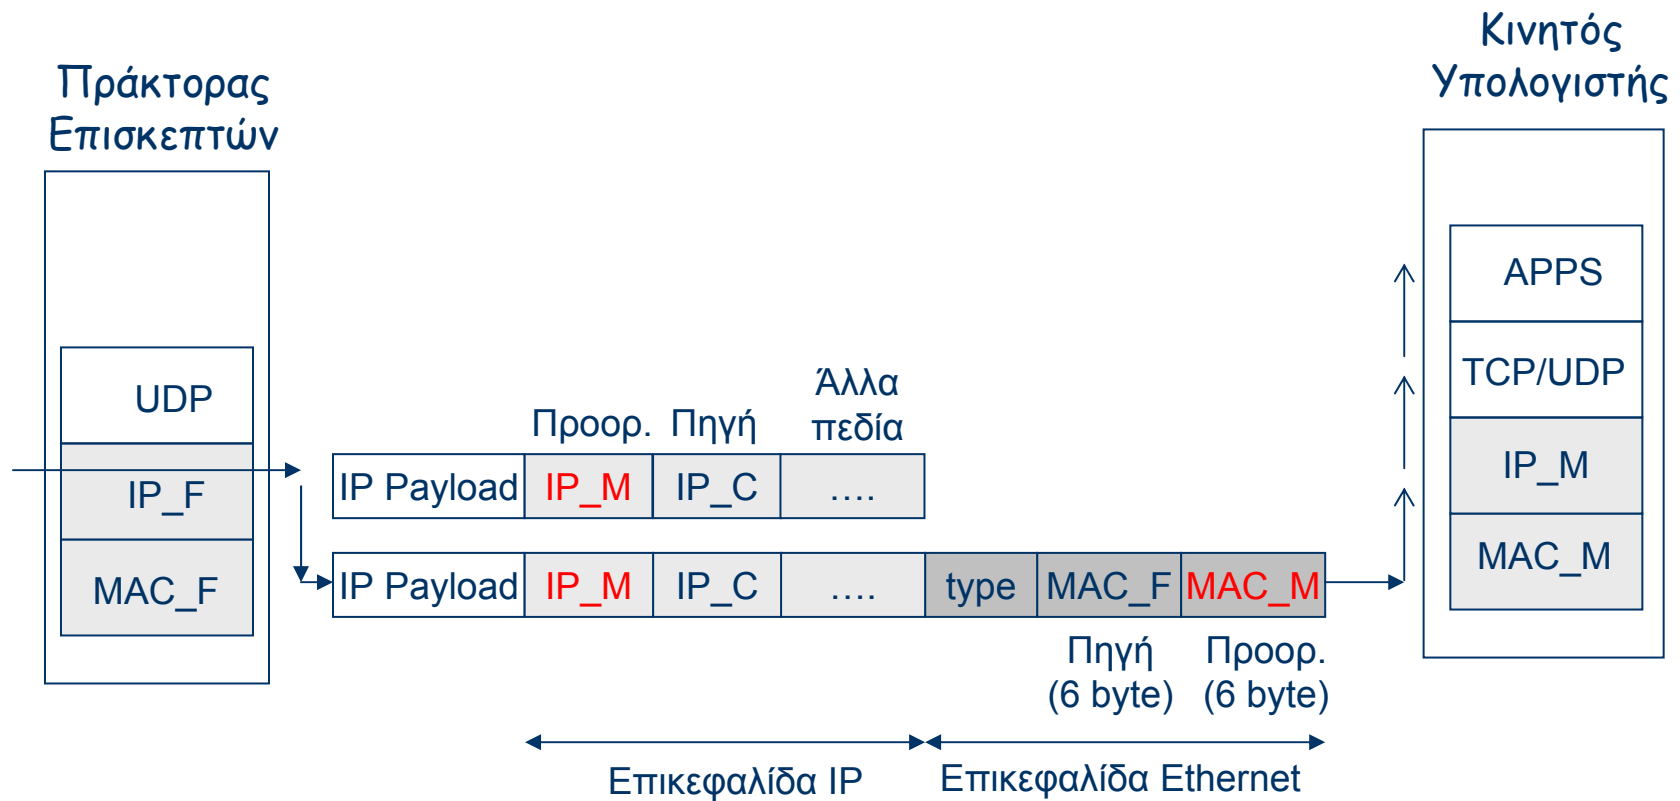 Πράκτορας
Επισκεπτών
UDP
IP_F
MAC_F
Προορ. Πηγή Άλλα
πεδία
IP Payload IP_M IP_C ....
IP Payload IP_M IP_C .... type MAC_F MAC_M
Πηγή Προορ.
(6 byte) (6 byte)
Επικεφαλίδα IP Επικεφαλίδα Ethernet
Κινητός
Υπολογιστής
APPS
TCP/UDP
IP_M
MAC_M